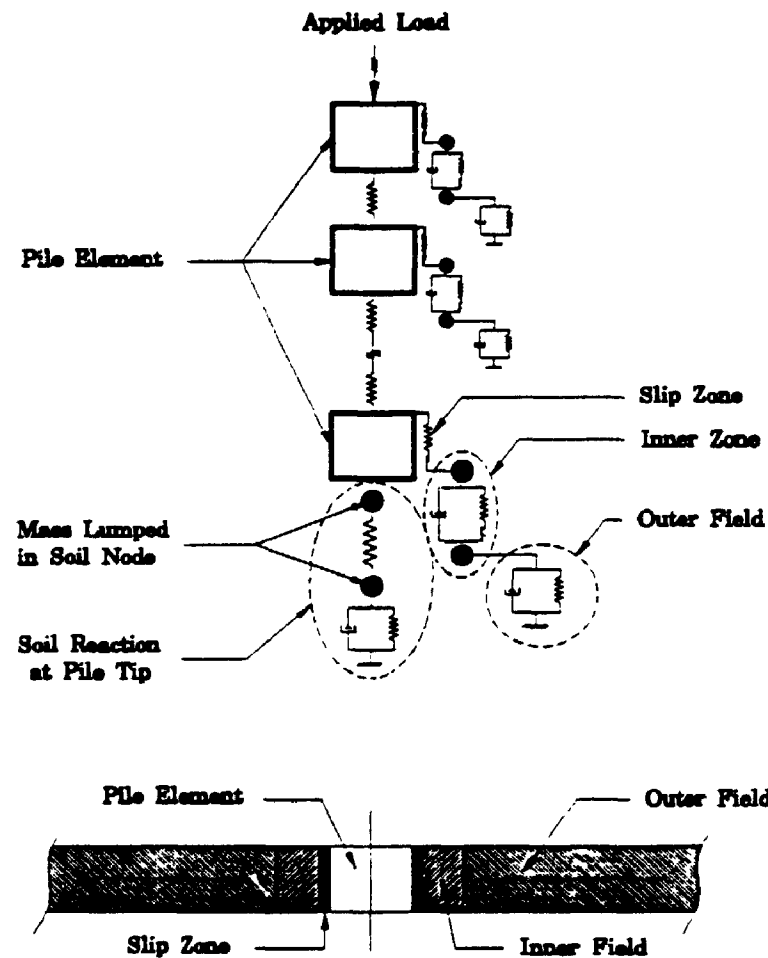 Applied Load
Pile Element
Slip Zone
Inner Zone
Outer Field
Mass Lumped
in Soil Node
Soil Reaction
at Pile Tip
Pile Element
Outer Field
Slip Zone
Inner Field